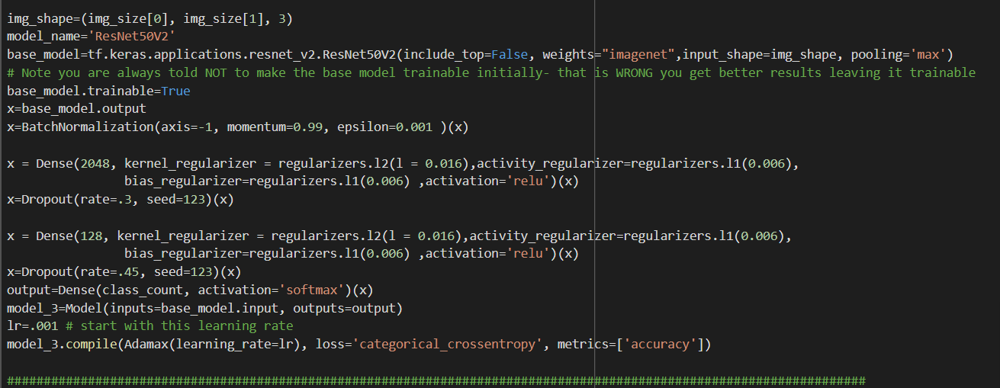 img_shape=(img_size[0], img_size[1], 3)
model_name='ResNet50V2'
base_model=tf.keras.applications.resnet_v2.ResNet50V2(include_top=False, weights="imagenet",input_shape=img_shape, pooling='max')
# Note you are always told NOT to make the base model trainable initially- that is WRONG you get better results leaving it trainable
base_model.trainable=True
x=base_model.output
x=BatchNormalization(axis=-1, momentum=0.99, epsilon=0.001 )(x)
x = Dense(2048, kernel_regularizer = regularizers.l2(l = 0.016),activity_regularizer=regularizers.l1(0.006),
bias_regularizer=regularizers.l1(0.006) ,activation='relu')(x)
x=Dropout(rate=.3, seed=123)(x)
x = Dense(128, kernel_regularizer = regularizers.l2(l = 0.016),activity_regularizer=regularizers.l1(0.006),
bias_regularizer=regularizers.l1(0.006) ,activation='relu')(x)
x=Dropout(rate=.45, seed=123)(x)
output=Dense(class_count, activation='softmax')(x)
model_3=Model(inputs=base_model.input, outputs=output)
lr=.001 # start with this learning rate
model_3.compile(Adamax(learning_rate=lr), loss='categorical_crossentropy', metrics=['accuracy'])
#####################################################################################################################